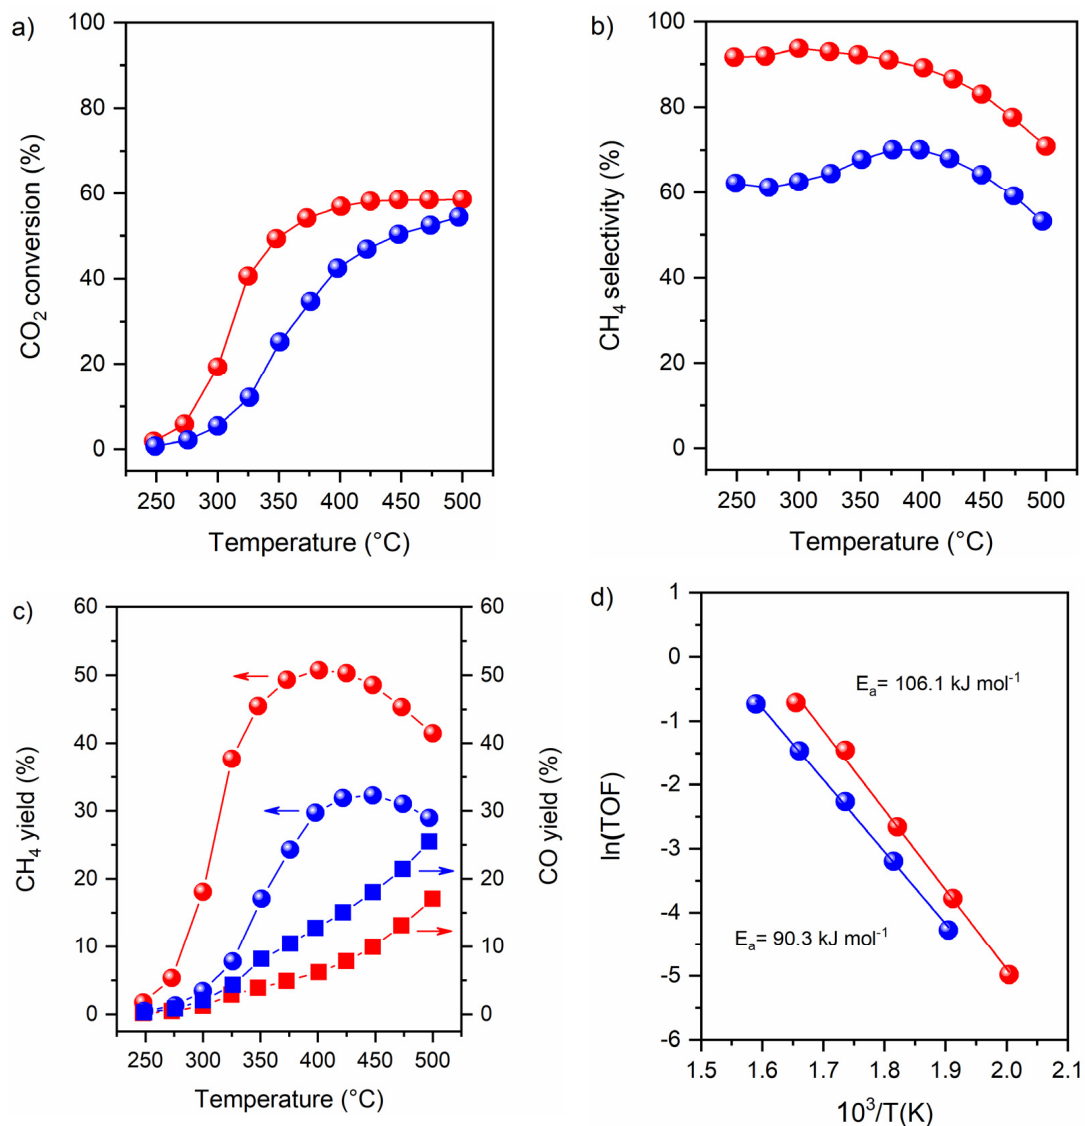 a)
100
80
60
40
20
0
CO2 conversion (%)
250 300 350 400 450 500
Temperature (°C)
b)
100
80
60
40
20
0
CH4 selectivity (%)
250 300 350 400 450 500
Temperature (°C)
c)
60
50
40
30
20
10
0
CH4 yield (%)
60
50
40
30
20
10
0
CO yield (%)
250 300 350 400 450 500
Temperature (°C)
d)
1
0
-1
-2
-3
-4
-5
-6
ln(TOF)
Ea= 106.1 kJ mol-1
Ea= 90.3 kJ mol-1
1.5 1.6 1.7 1.8 1.9 2.0 2.1
10^3/T(K)